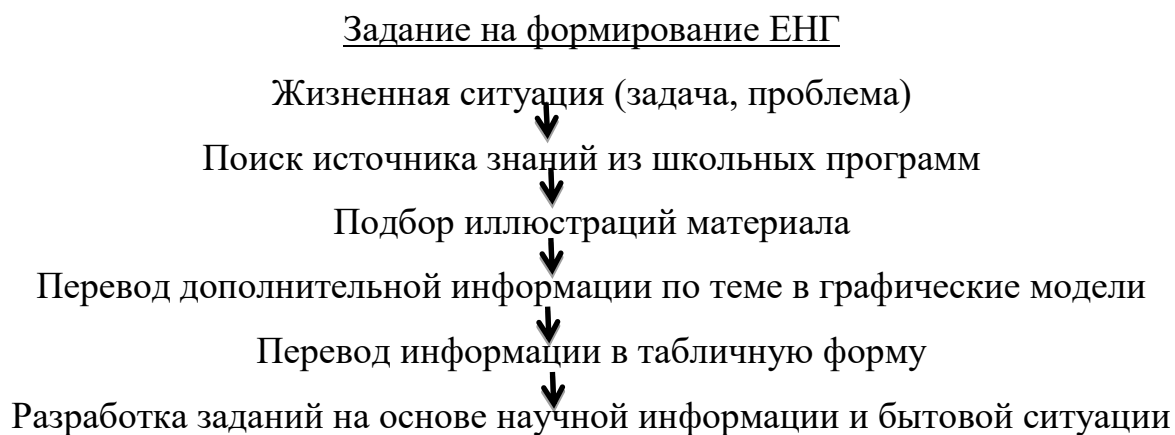 Задание на формирование ЕНГ
Жизненная ситуация (задача, проблема)
Поиск источника знаний из школьных программ
Подбор иллюстраций материала
Перевод дополнительной информации по теме в графические модели
Перевод информации в табличную форму
Разработка заданий на основе научной информации и бытовой ситуации